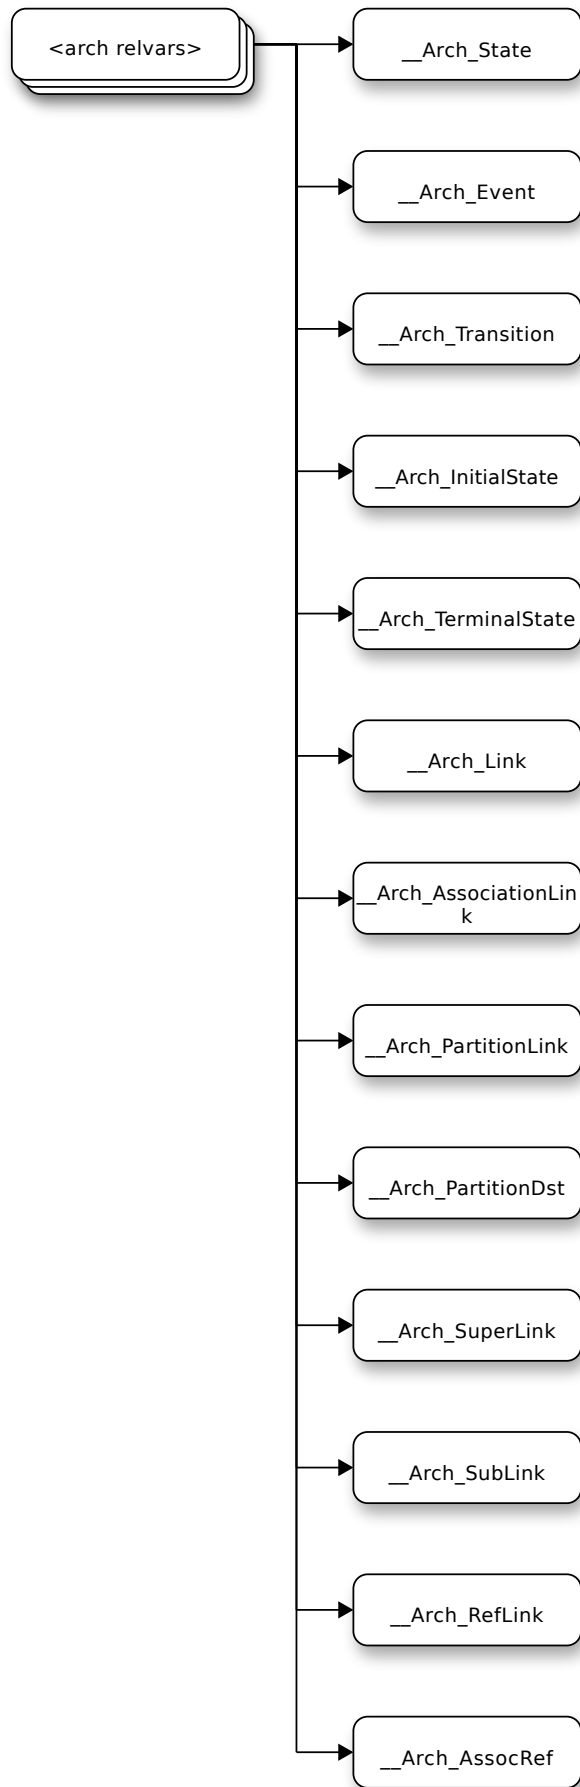 <arch relvars>
__Arch_State
__Arch_Event
__Arch_Transition
__Arch_InitialState
__Arch_TerminalState
__Arch_Link
__Arch_AssociationLin
k
__Arch_PartitionLink
__Arch_PartitionDst
__Arch_SuperLink
__Arch_SubLink
__Arch_RefLink
__Arch_AssocRef